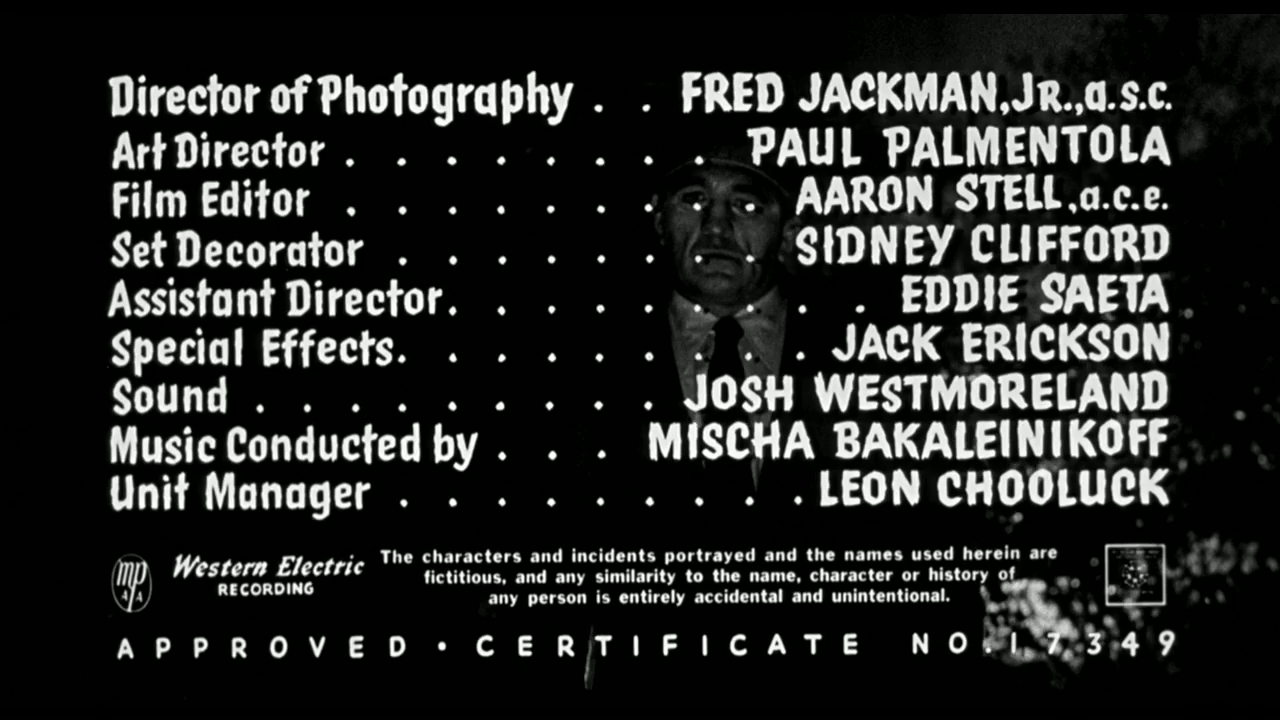 Director of Photography . . FRED JACKMAN, JR., a.s.c.
Art Director . . . . . . . . PAUL PALMENTOLA
Film Editor . . . . . . . . . AARON STELL, a.c.e.
Set Decorator . . . . . . . . SIDNEY CLIFFORD
Assistant Director . . . . . . . . . EDDIE SAETA
Special Effects . . . . . . . . . JACK ERICKSON
Sound . . . . . . . . . JOSH WESTMORELAND
Music Conducted by . . . MISCHA BAKALEINIKOFF
Unit Manager . . . . . . . . . LEON CHOOLUCK
MPAA
Western Electric
RECORDING
The characters and incidents portrayed and the names used herein are
fictitious, and any similarity to the name, character or history of
any person is entirely accidental and unintentional.
APPROVED • CERTIFICATE NO. 17349